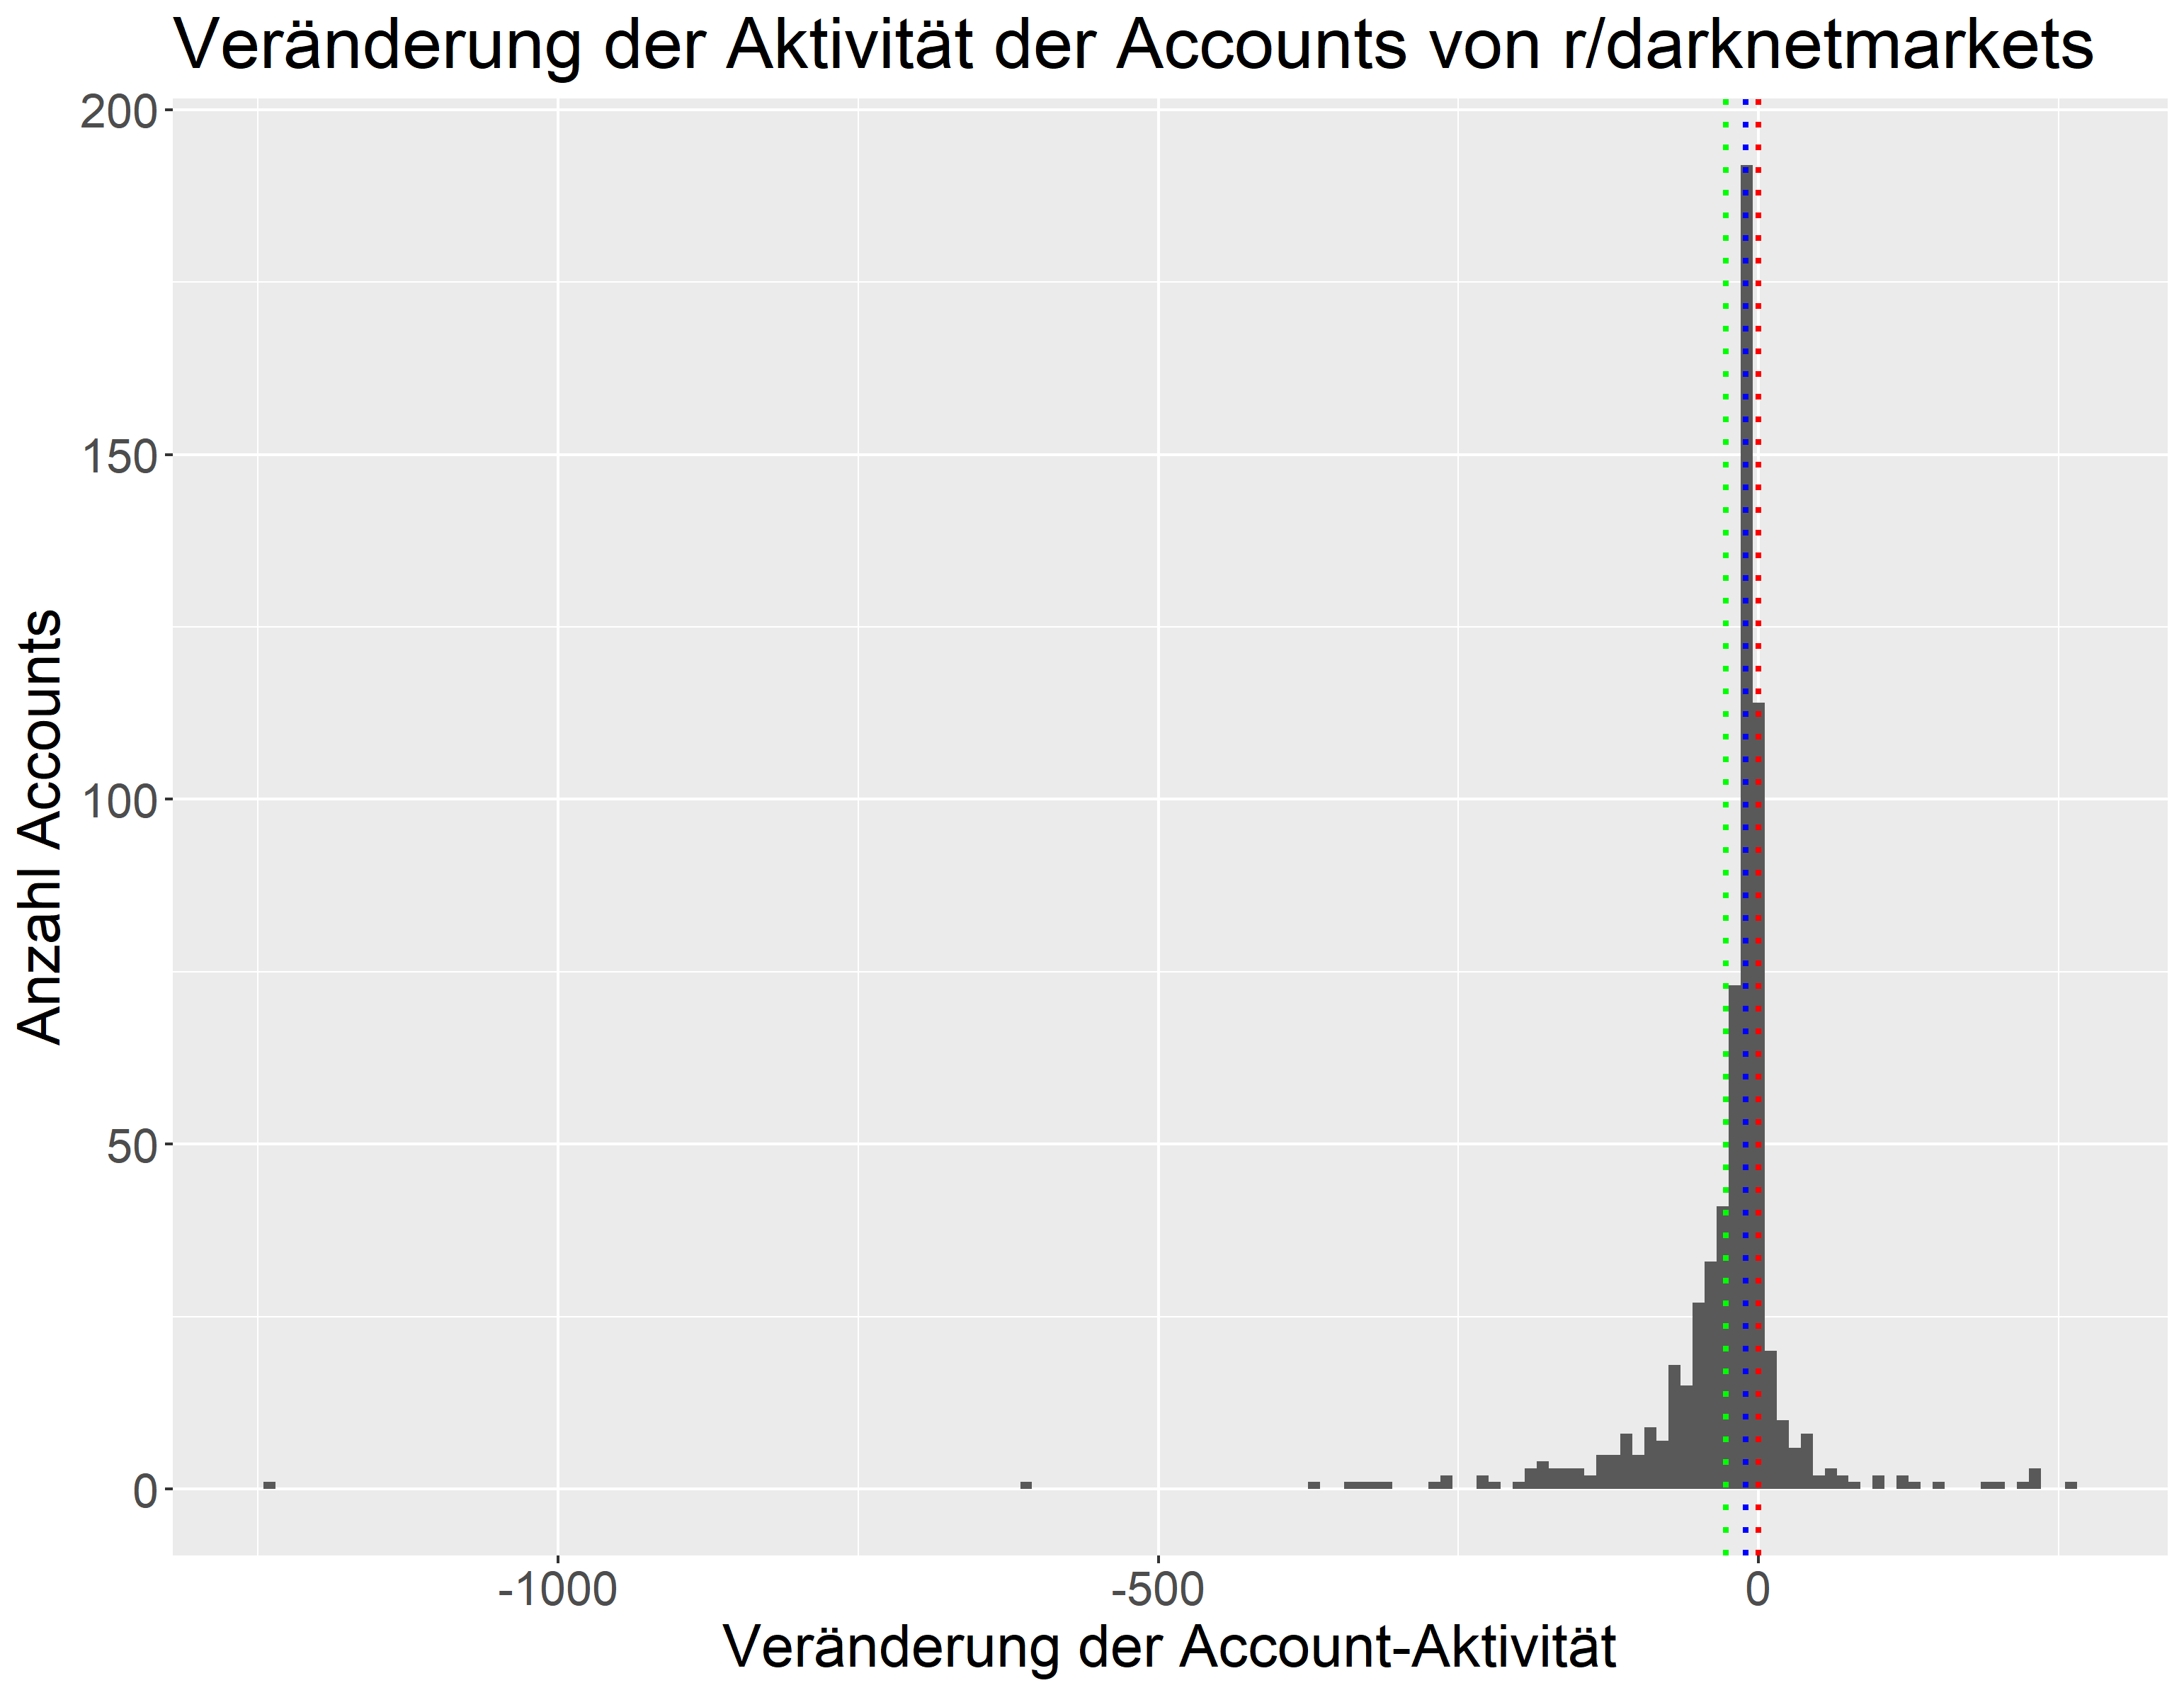 Veränderung der Aktivität der Accounts von r/darknetmarkets
200
150
100
50
0
Anzahl Accounts
-1000
-500
0
Veränderung der Account-Aktivität